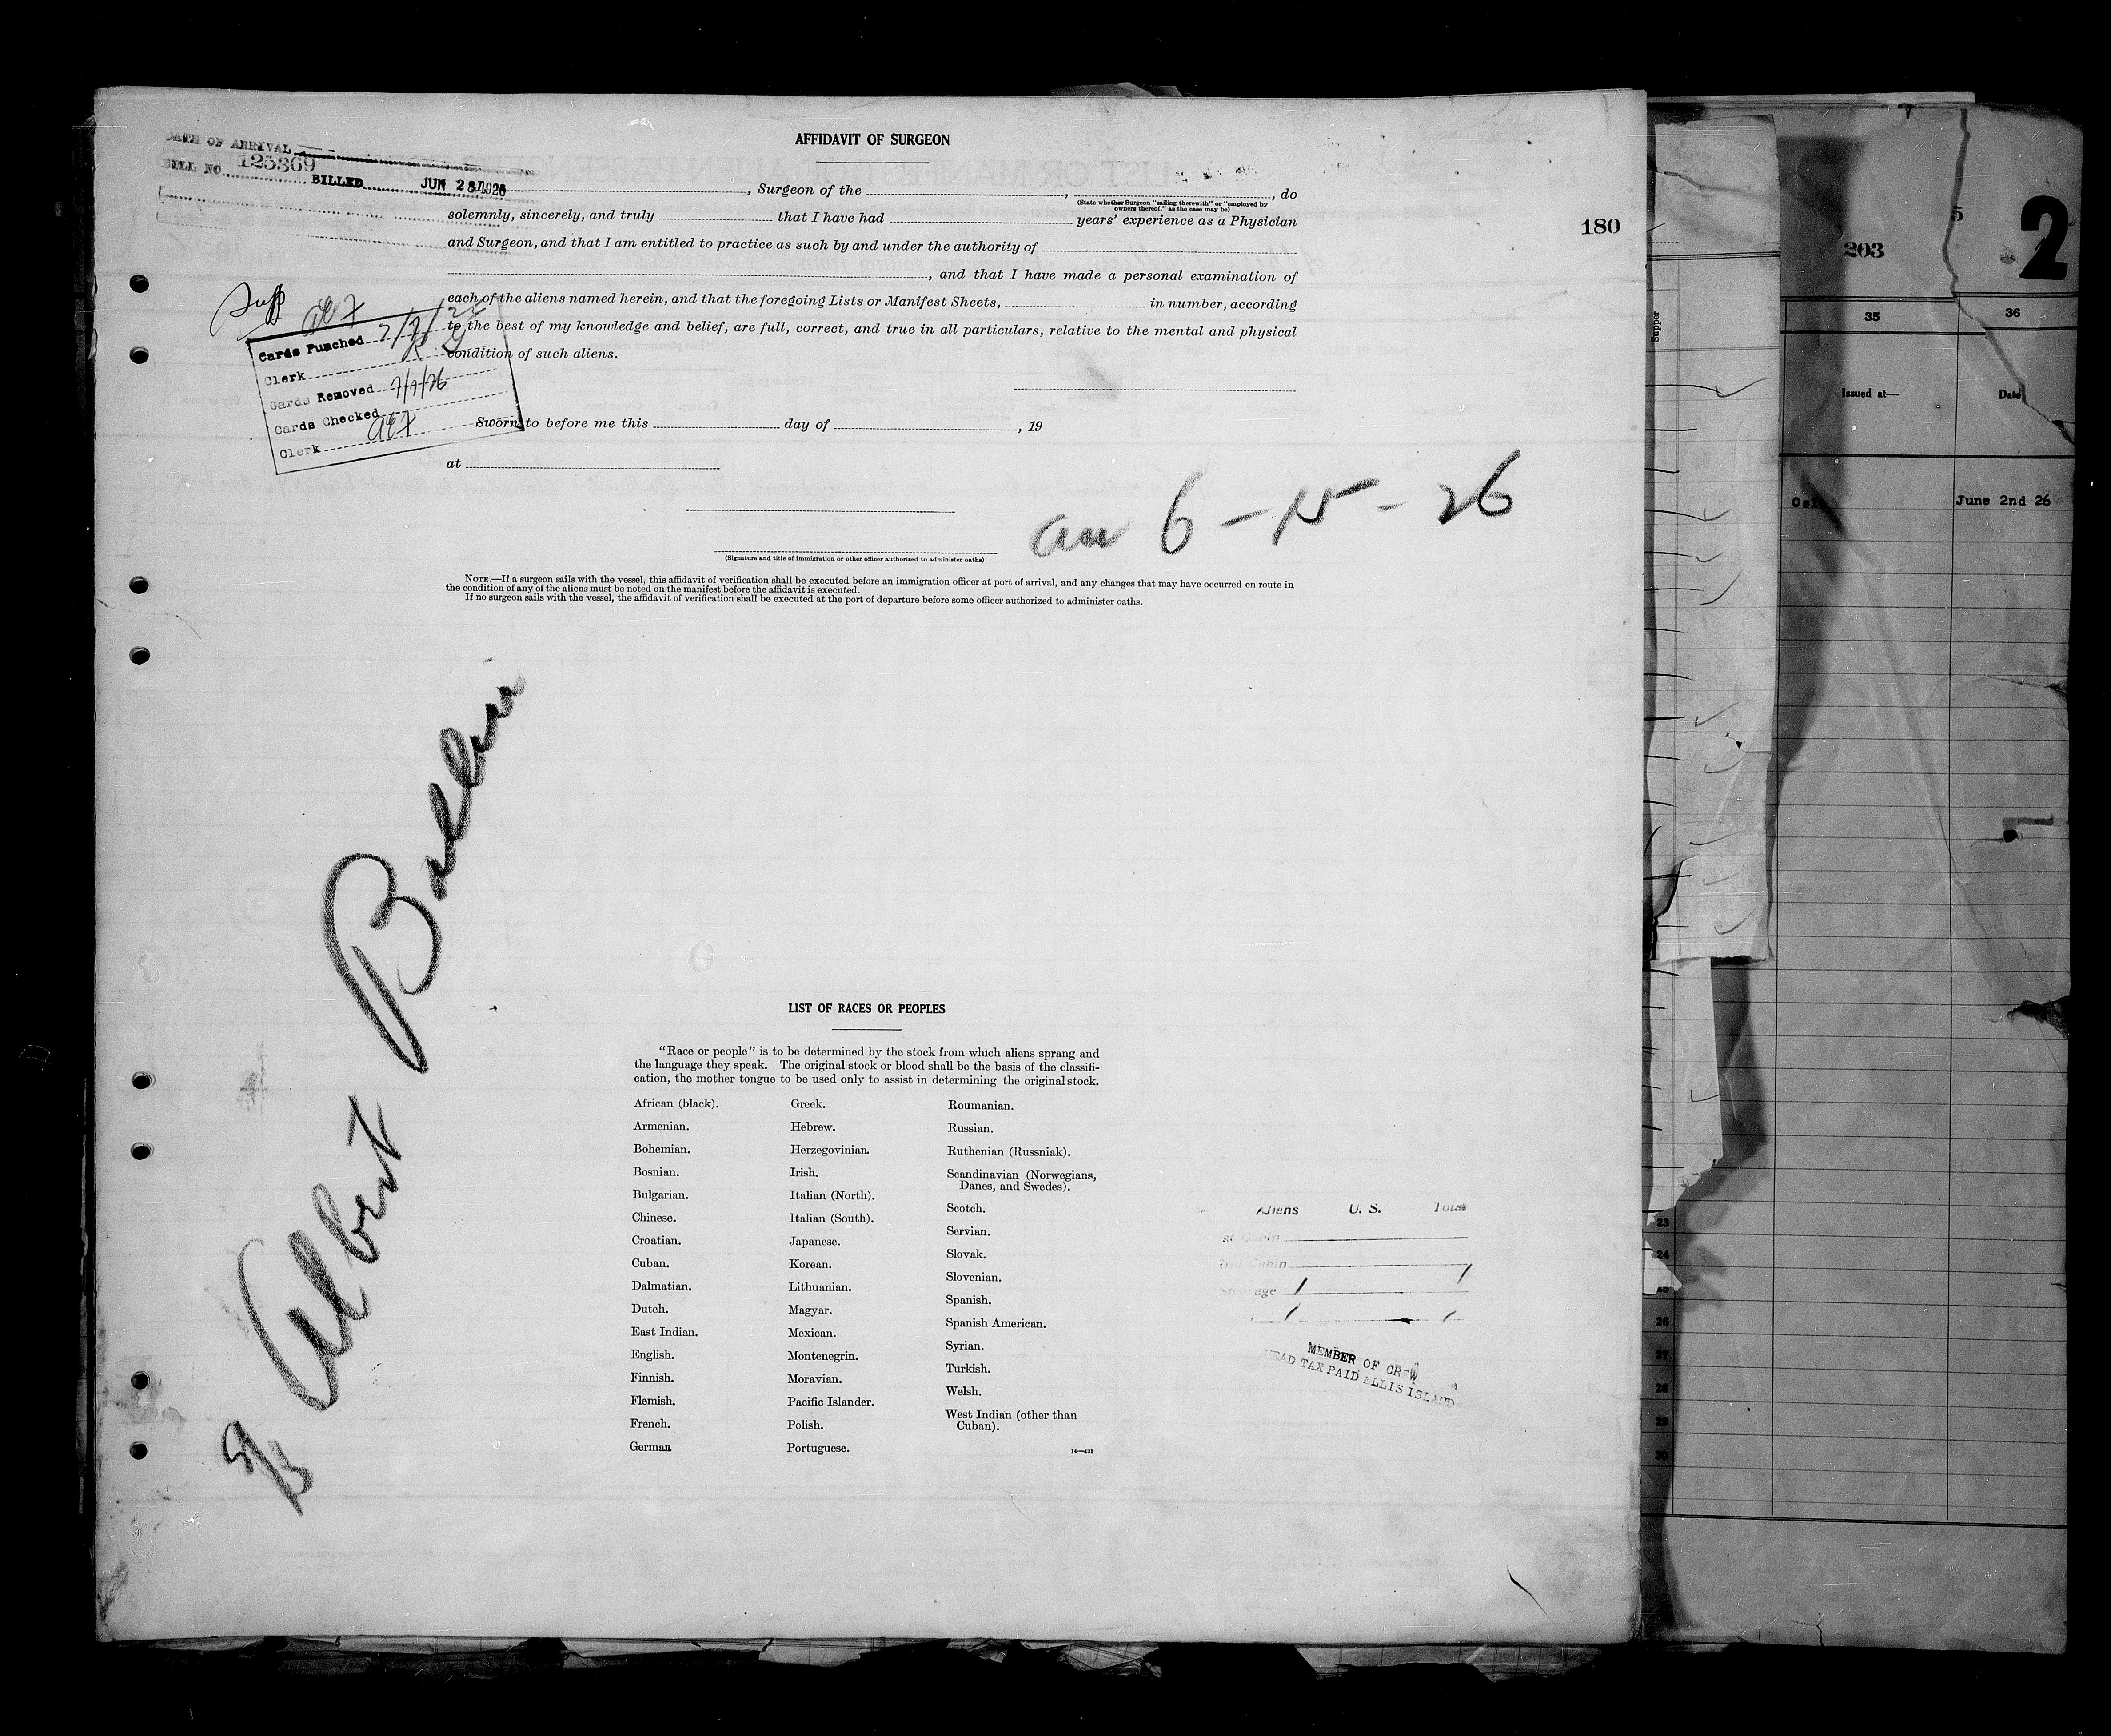 AFFIDAVIT OF SURGEON
DATE OF ARRIVAL
BILL NO. 125369 BILLED JUN 28 1926
, Surgeon of the , , do
(State whether Surgeon "sailing therewith" or "employed by
owners thereof," as the case may be)
solemnly, sincerely, and truly that I have had years' experience as a Physician
and Surgeon, and that I am entitled to practice as such by and under the authority of
, and that I have made a personal examination of
each of the aliens named herein, and that the foregoing Lists or Manifest Sheets, in number, according
to the best of my knowledge and belief, are full, correct, and true in all particulars, relative to the mental and physical
condition of such aliens.
180
Supp
Cards Punched 7/7/26
Clerk
Cards Removed 7/7/26
Cards Checked
Clerk
Sworn to before me this day of , 19
at
6-15-26
(Signature and title of immigration or other officer authorized to administer oaths)
NOTE.—If a surgeon sails with the vessel, this affidavit of verification shall be executed before an immigration officer at port of arrival, and any changes that may have occurred en route in
the condition of any of the aliens must be noted on the manifest before the affidavit is executed.
If no surgeon sails with the vessel, the affidavit of verification shall be executed at the port of departure before some officer authorized to administer oaths.
Albert Ballin
LIST OF RACES OR PEOPLES
"Race or people" is to be determined by the stock from which aliens sprang and
the language they speak. The original stock or blood shall be the basis of the classifi-
cation, the mother tongue to be used only to assist in determining the original stock.
African (black).
Armenian.
Bohemian.
Bosnian.
Bulgarian.
Chinese.
Croatian.
Cuban.
Dalmatian.
Dutch.
East Indian.
English.
Finnish.
Flemish.
French.
German
Greek.
Hebrew.
Herzegovinian.
Irish.
Italian (North).
Italian (South).
Japanese.
Korean.
Lithuanian.
Magyar.
Mexican.
Montenegrin.
Moravian.
Pacific Islander.
Polish.
Portuguese.
Roumanian.
Russian.
Ruthenian (Russniak).
Scandinavian (Norwegians,
Danes, and Swedes).
Scotch.
Servian.
Slovak.
Slovenian.
Spanish.
Spanish American.
Syrian.
Turkish.
Welsh.
West Indian (other than
Cuban).
14—431
Aliens U. S. Total
Cabin
Cabin
Steerage 1 1
1 1
MEMBER OF CREW
HEAD TAX PAID ELLIS ISLAND
Supper
203
2
35
36
Issued at—
Date
June 2nd 26
23
24
26
27
28
29
30